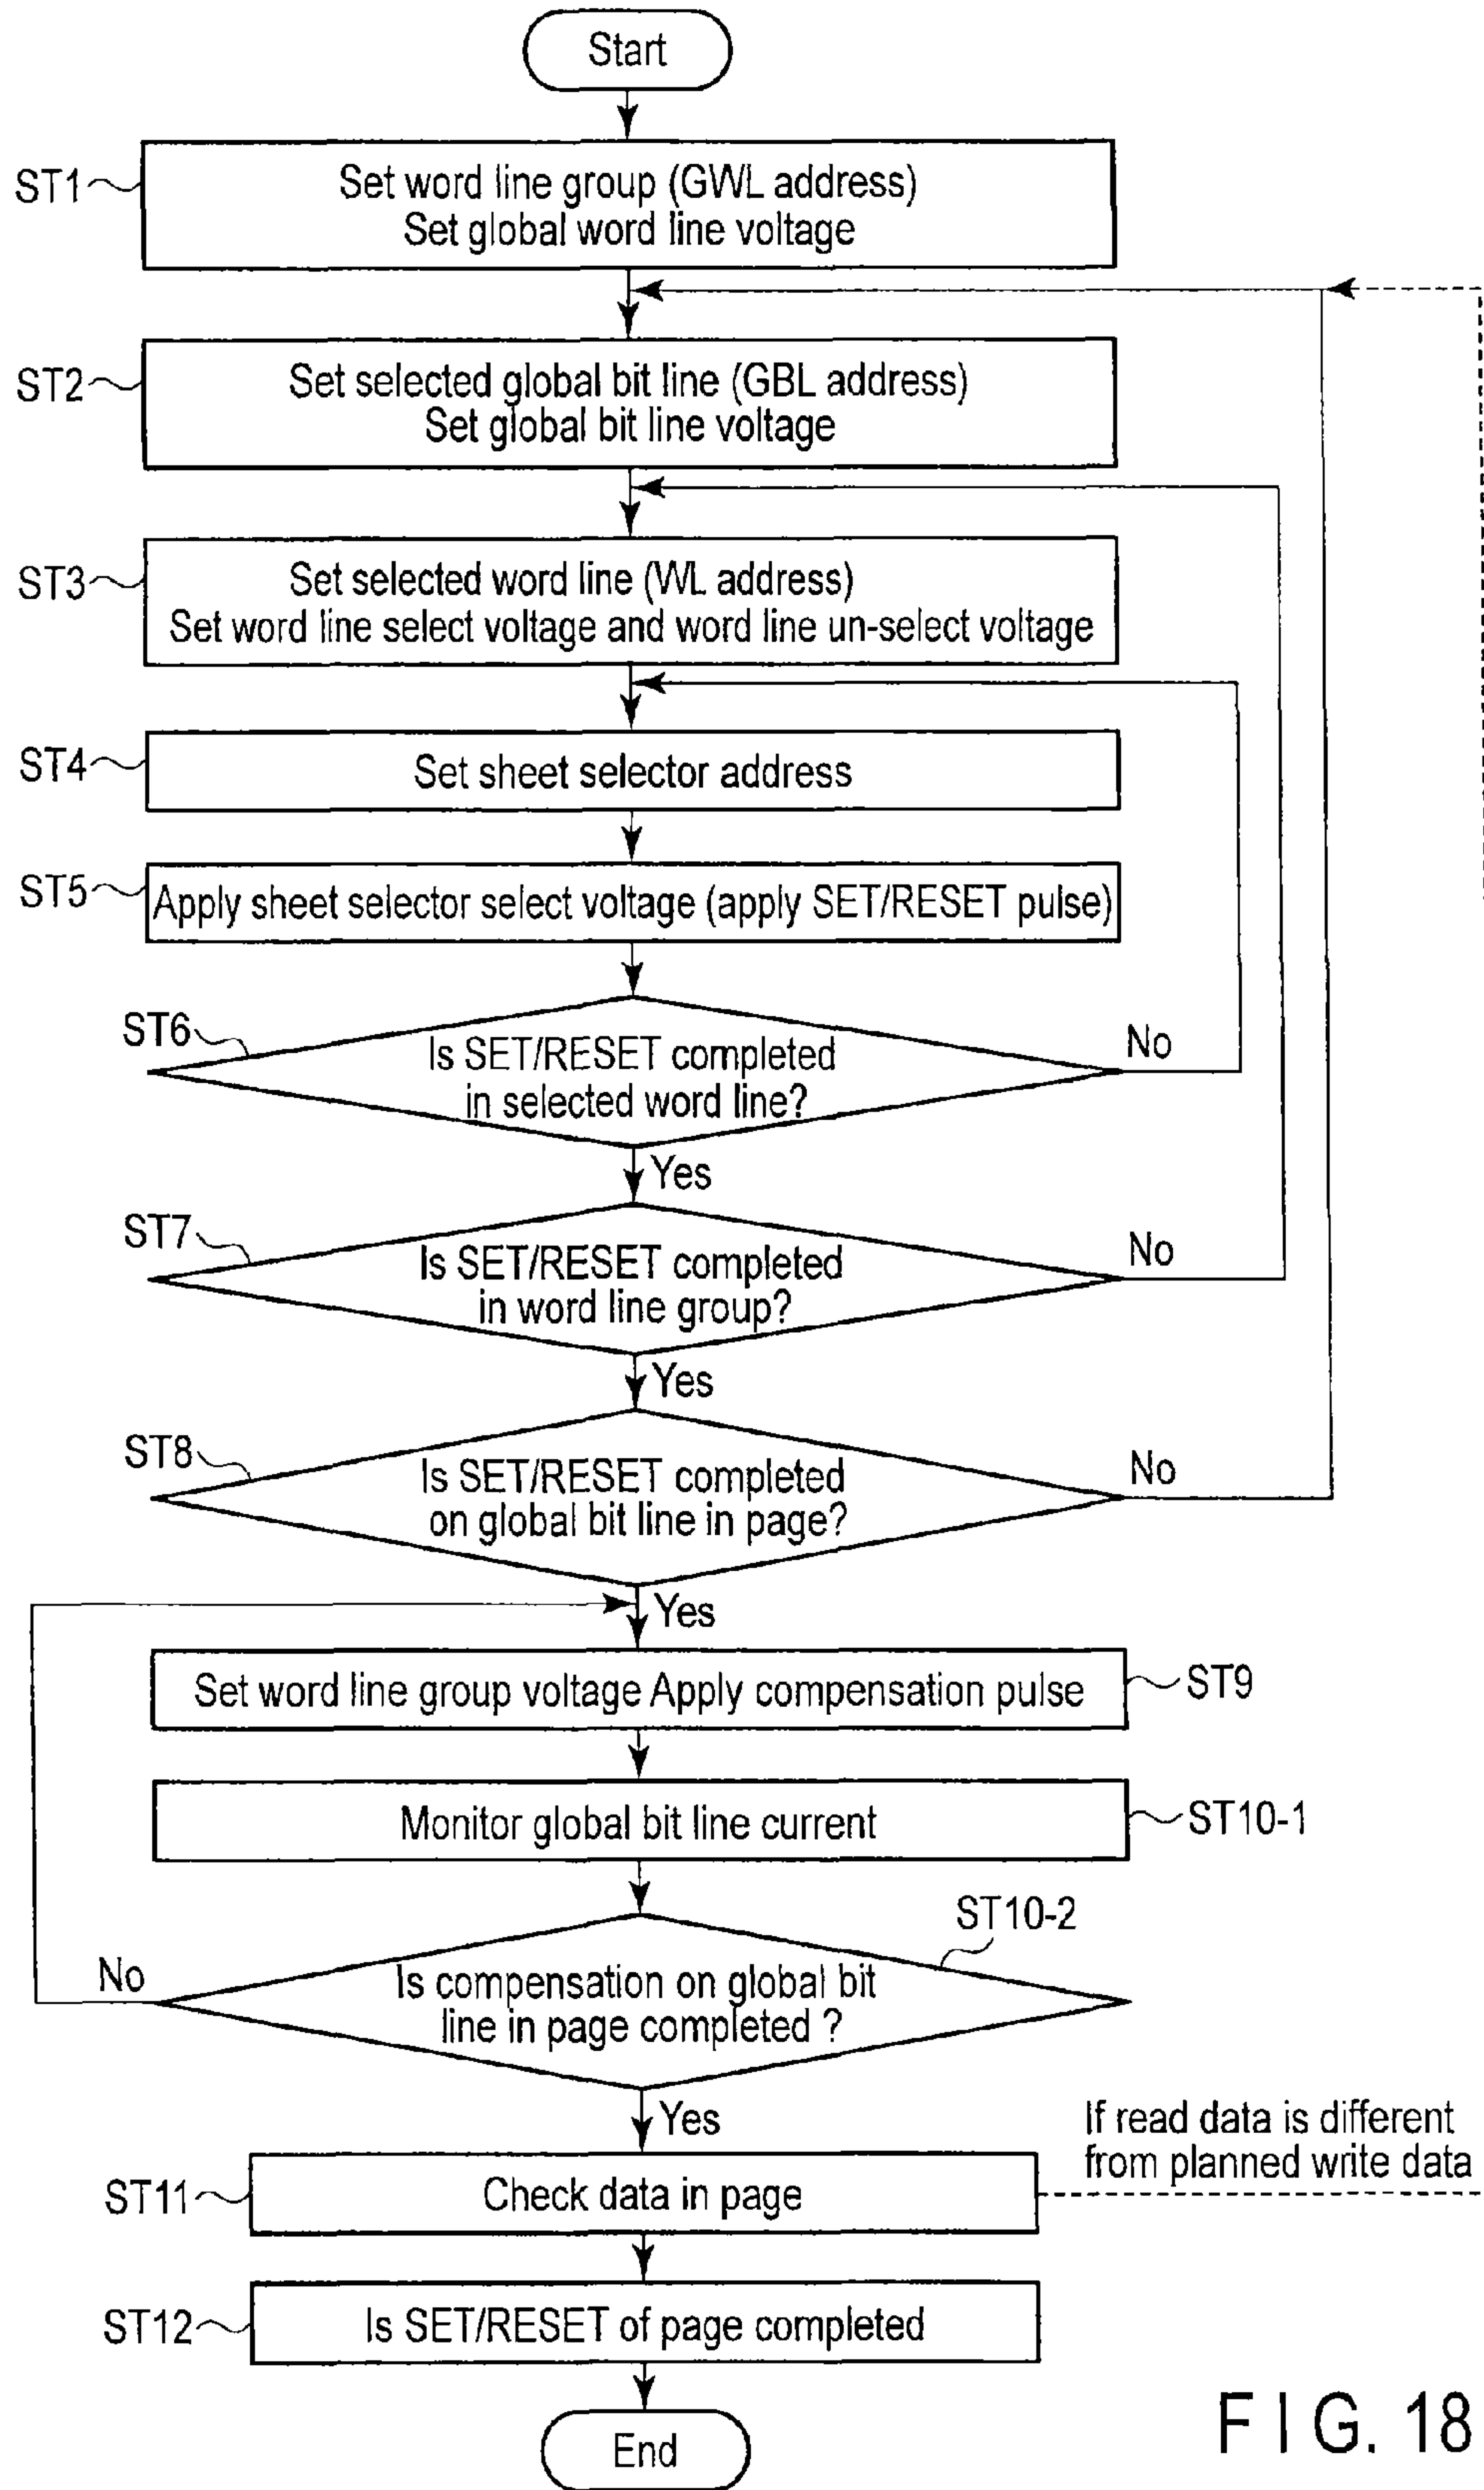 Start
ST1
Set word line group (GWL address)
Set global word line voltage
ST2
Set selected global bit line (GBL address)
Set global bit line voltage
ST3
Set selected word line (WL address)
Set word line select voltage and word line un-select voltage
ST4
Set sheet selector address
ST5
Apply sheet selector select voltage (apply SET/RESET pulse)
ST6
Is SET/RESET completed
in selected word line?
No
Yes
ST7
Is SET/RESET completed
in word line group?
No
Yes
ST8
Is SET/RESET completed
on global bit line in page?
No
Yes
Set word line group voltage Apply compensation pulse
ST9
Monitor global bit line current
ST10-1
ST10-2
Is compensation on global bit
line in page completed ?
No
Yes
If read data is different
from planned write data
ST11
Check data in page
ST12
Is SET/RESET of page completed
End
FIG. 18